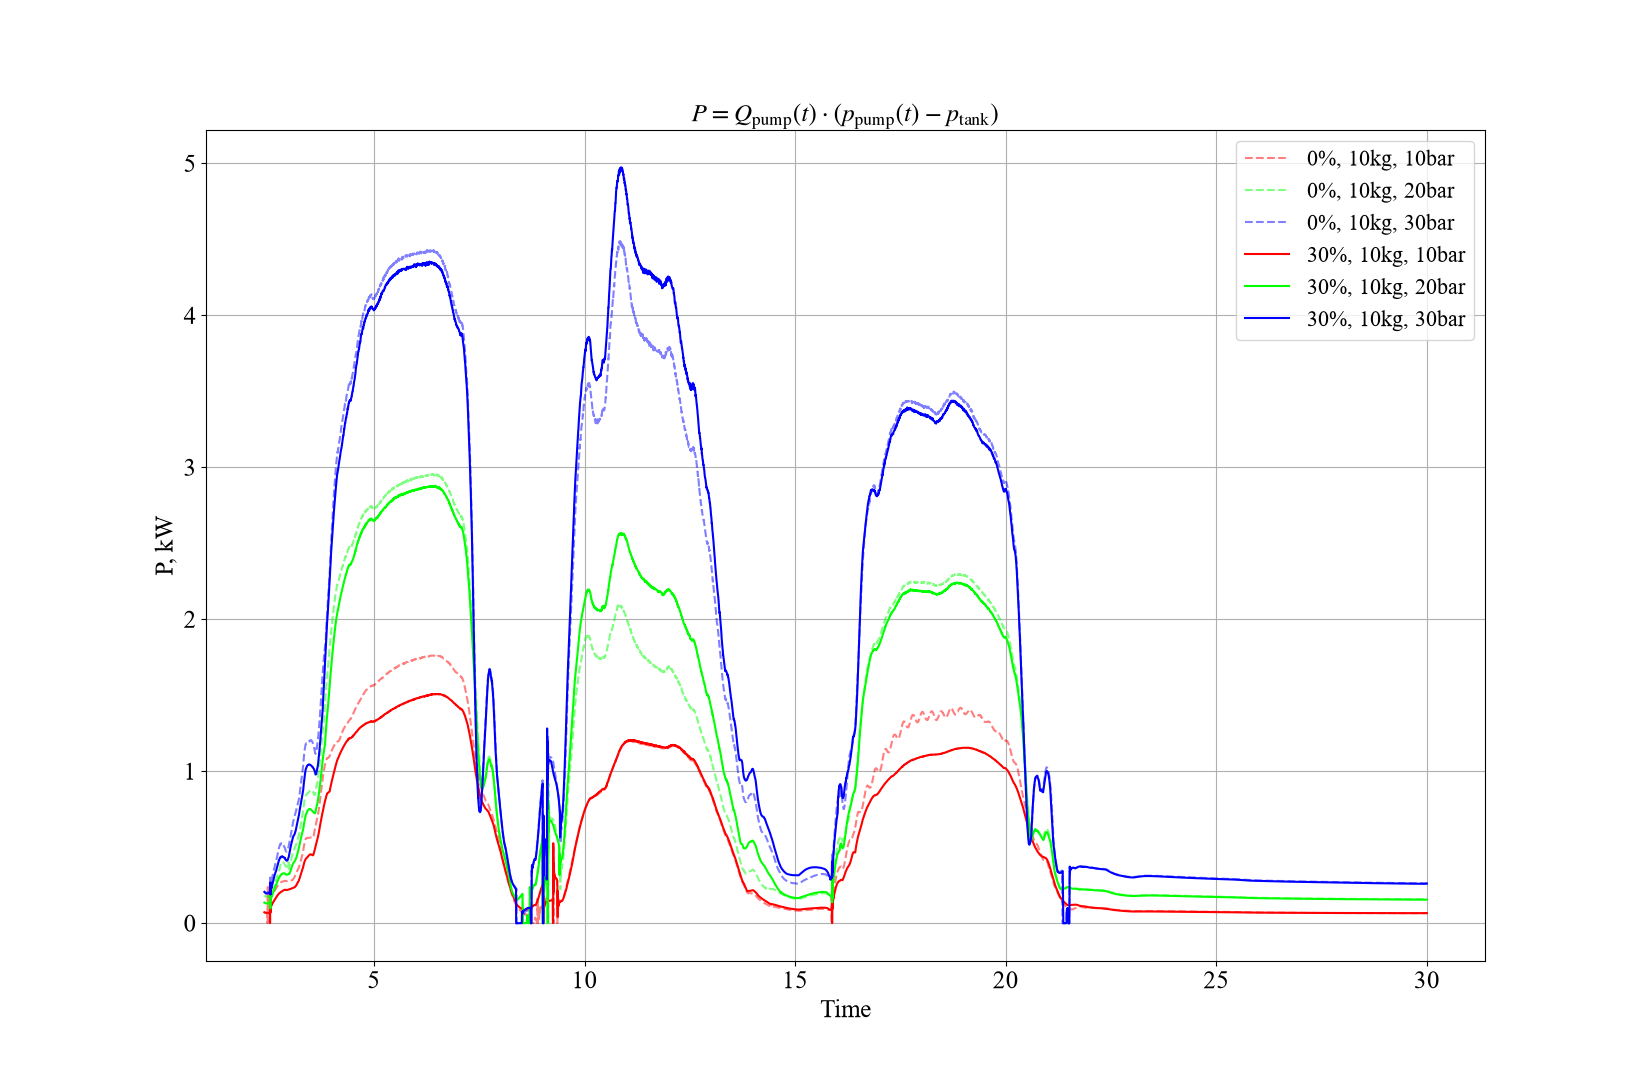 P = Q_pump(t) · (p_pump(t) − p_tank)
5
4
3
2
1
0
P, kW
0%, 10kg, 10bar
0%, 10kg, 20bar
0%, 10kg, 30bar
30%, 10kg, 10bar
30%, 10kg, 20bar
30%, 10kg, 30bar
5 10 15 20 25 30
Time